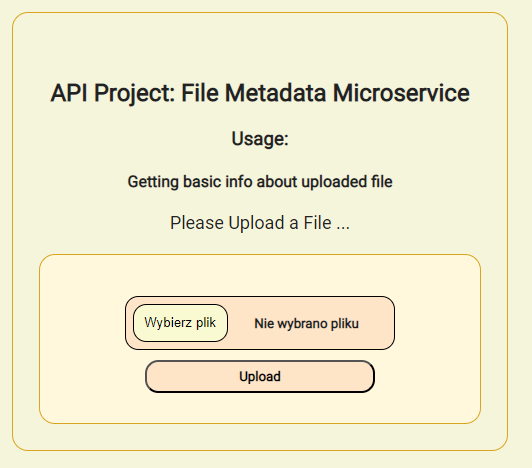 API Project: File Metadata Microservice
Usage:
Getting basic info about uploaded file
Please Upload a File ...
Wybierz plik Nie wybrano pliku
Upload